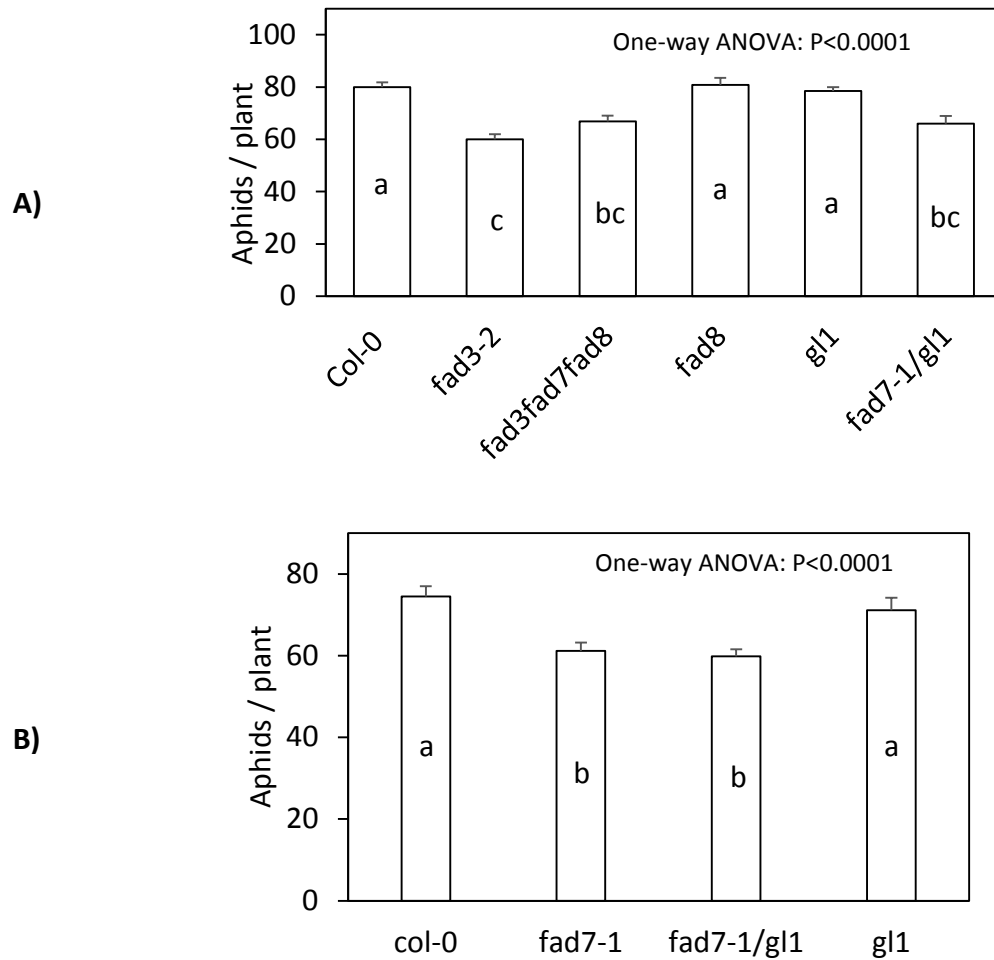 A)
Aphids / plant
100
80
60
40
20
0
One-way ANOVA: P<0.0001
a
c
bc
a
a
bc
Col-0
fad3-2
fad3fad7fad8
fad8
gl1
fad7-1/gl1
B)
Aphids / plant
80
60
40
20
0
One-way ANOVA: P<0.0001
a
b
b
a
col-0
fad7-1
fad7-1/gl1
gl1